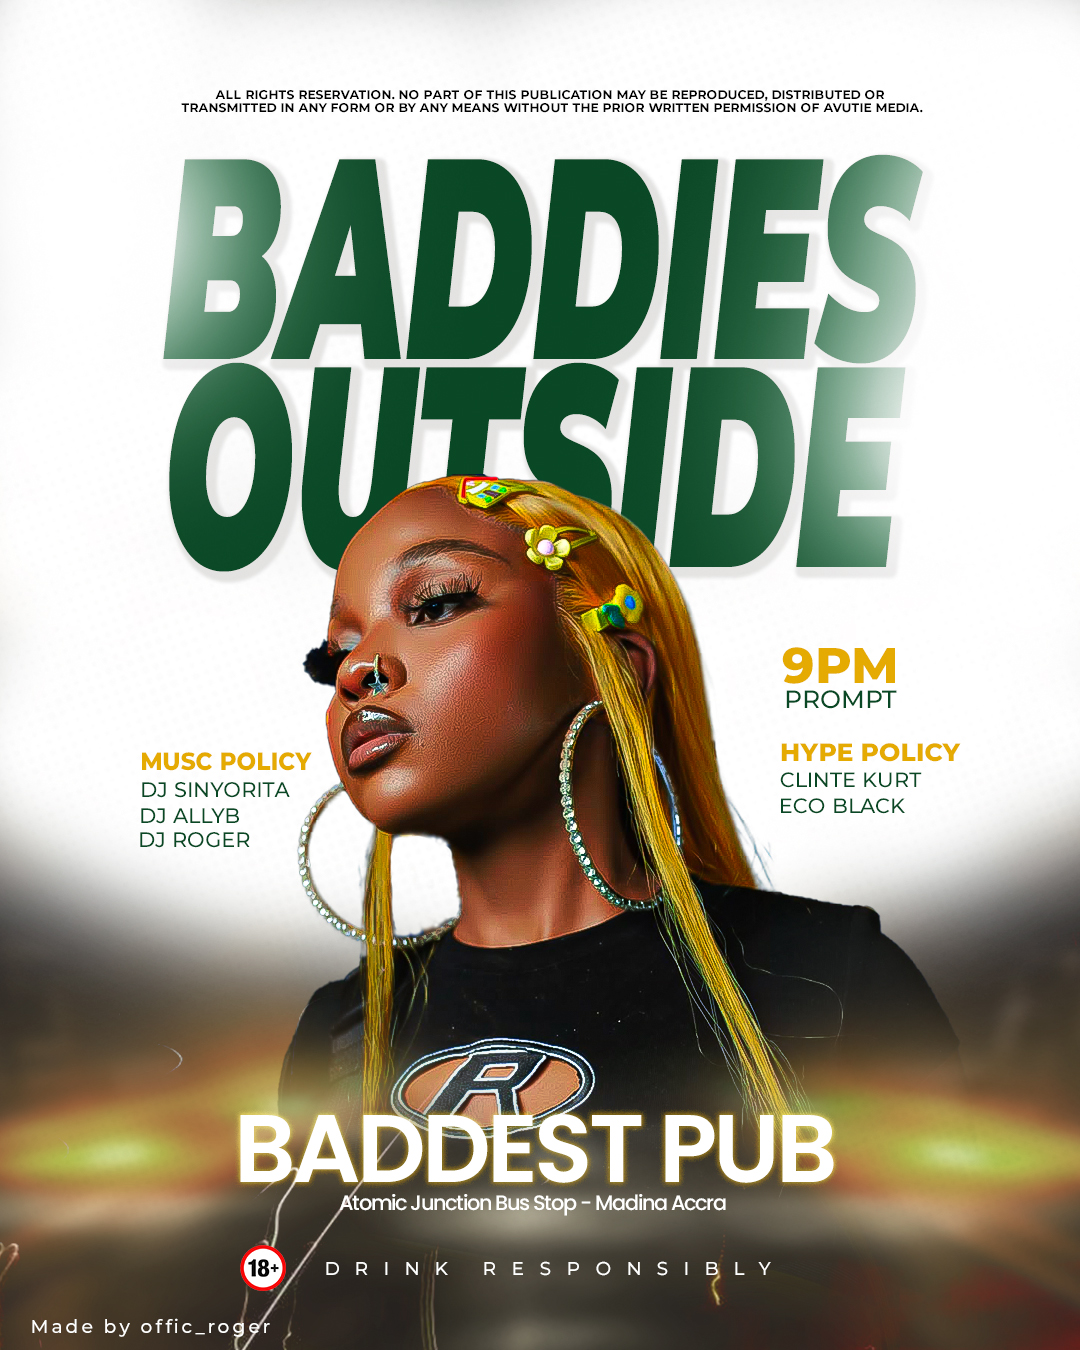 ALL RIGHTS RESERVATION. NO PART OF THIS PUBLICATION MAY BE REPRODUCED, DISTRIBUTED OR
TRANSMITTED IN ANY FORM OR BY ANY MEANS WITHOUT THE PRIOR WRITTEN PERMISSION OF AVUTIE MEDIA.
BADDIES
OUTSIDE
9PM
PROMPT
MUSC POLICY
DJ SINYORITA
DJ ALLYB
DJ ROGER
HYPE POLICY
CLINTE KURT
ECO BLACK
R
BADDEST PUB
Atomic Junction Bus Stop - Madina Accra
18+
DRINK RESPONSIBLY
Made by offic_roger